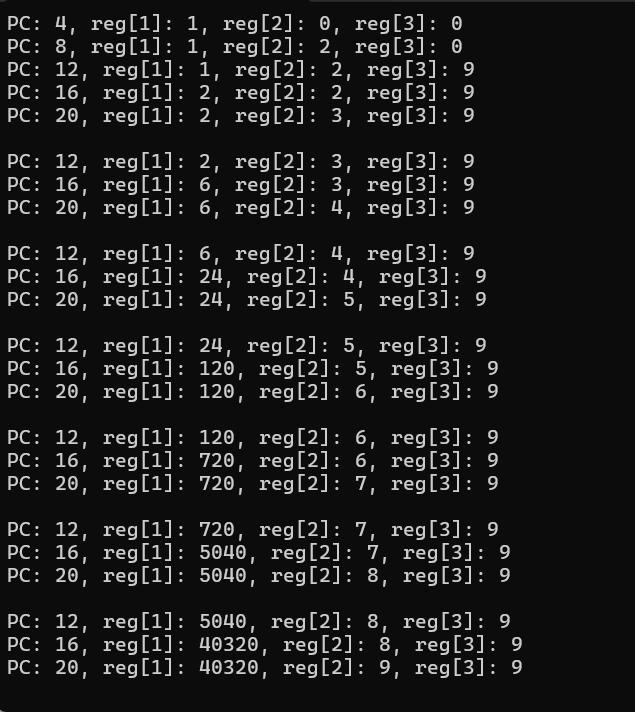 PC: 4, reg[1]: 1, reg[2]: 0, reg[3]: 0
PC: 8, reg[1]: 1, reg[2]: 2, reg[3]: 0
PC: 12, reg[1]: 1, reg[2]: 2, reg[3]: 9
PC: 16, reg[1]: 2, reg[2]: 2, reg[3]: 9
PC: 20, reg[1]: 2, reg[2]: 3, reg[3]: 9

PC: 12, reg[1]: 2, reg[2]: 3, reg[3]: 9
PC: 16, reg[1]: 6, reg[2]: 3, reg[3]: 9
PC: 20, reg[1]: 6, reg[2]: 4, reg[3]: 9

PC: 12, reg[1]: 6, reg[2]: 4, reg[3]: 9
PC: 16, reg[1]: 24, reg[2]: 4, reg[3]: 9
PC: 20, reg[1]: 24, reg[2]: 5, reg[3]: 9

PC: 12, reg[1]: 24, reg[2]: 5, reg[3]: 9
PC: 16, reg[1]: 120, reg[2]: 5, reg[3]: 9
PC: 20, reg[1]: 120, reg[2]: 6, reg[3]: 9

PC: 12, reg[1]: 120, reg[2]: 6, reg[3]: 9
PC: 16, reg[1]: 720, reg[2]: 6, reg[3]: 9
PC: 20, reg[1]: 720, reg[2]: 7, reg[3]: 9

PC: 12, reg[1]: 720, reg[2]: 7, reg[3]: 9
PC: 16, reg[1]: 5040, reg[2]: 7, reg[3]: 9
PC: 20, reg[1]: 5040, reg[2]: 8, reg[3]: 9

PC: 12, reg[1]: 5040, reg[2]: 8, reg[3]: 9
PC: 16, reg[1]: 40320, reg[2]: 8, reg[3]: 9
PC: 20, reg[1]: 40320, reg[2]: 9, reg[3]: 9